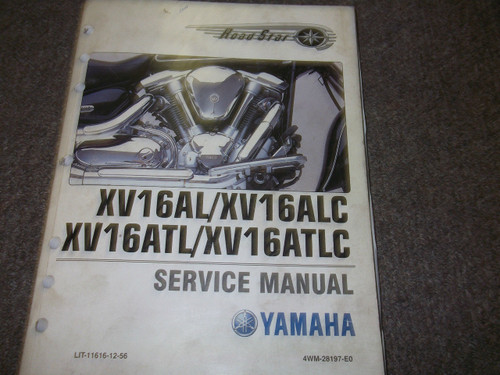 Road Star
XV16AL/XV16ALC
XV16ATL/XV16ATLC
SERVICE MANUAL
YAMAHA
LIT-11616-12-56
4WM-28197-E0